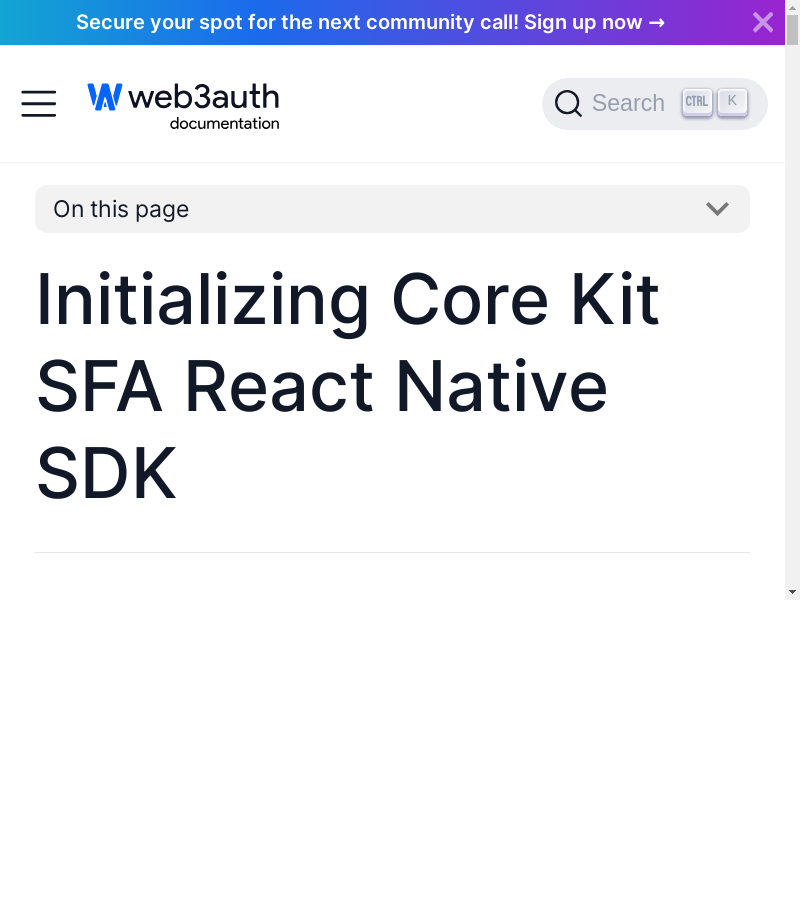 Secure your spot for the next community call! Sign up now →
web3auth
documentation
Search CTRL K
On this page
Initializing Core Kit
SFA React Native
SDK